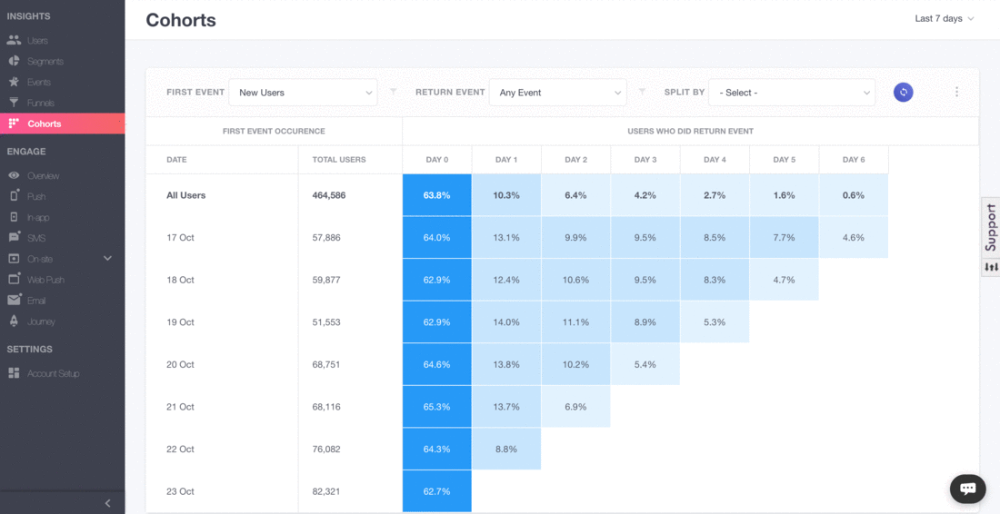 INSIGHTS
Users
Segments
Events
Funnels
Cohorts
ENGAGE
Overview
Push
In-app
SMS
On-site
Web Push
Email
Journey
SETTINGS
Account Setup
Cohorts
Last 7 days
FIRST EVENT New Users RETURN EVENT Any Event SPLIT BY - Select -
FIRST EVENT OCCURENCE USERS WHO DID RETURN EVENT
DATE TOTAL USERS DAY 0 DAY 1 DAY 2 DAY 3 DAY 4 DAY 5 DAY 6
All Users 464,586 63.8% 10.3% 6.4% 4.2% 2.7% 1.6% 0.6%
17 Oct 57,886 64.0% 13.1% 9.9% 9.5% 8.5% 7.7% 4.6%
18 Oct 59,877 62.9% 12.4% 10.6% 9.5% 8.3% 4.7%
19 Oct 51,553 62.9% 14.0% 11.1% 8.9% 5.3%
20 Oct 68,751 64.6% 13.8% 10.2% 5.4%
21 Oct 68,116 65.3% 13.7% 6.9%
22 Oct 76,082 64.3% 8.8%
23 Oct 82,321 62.7%
Support